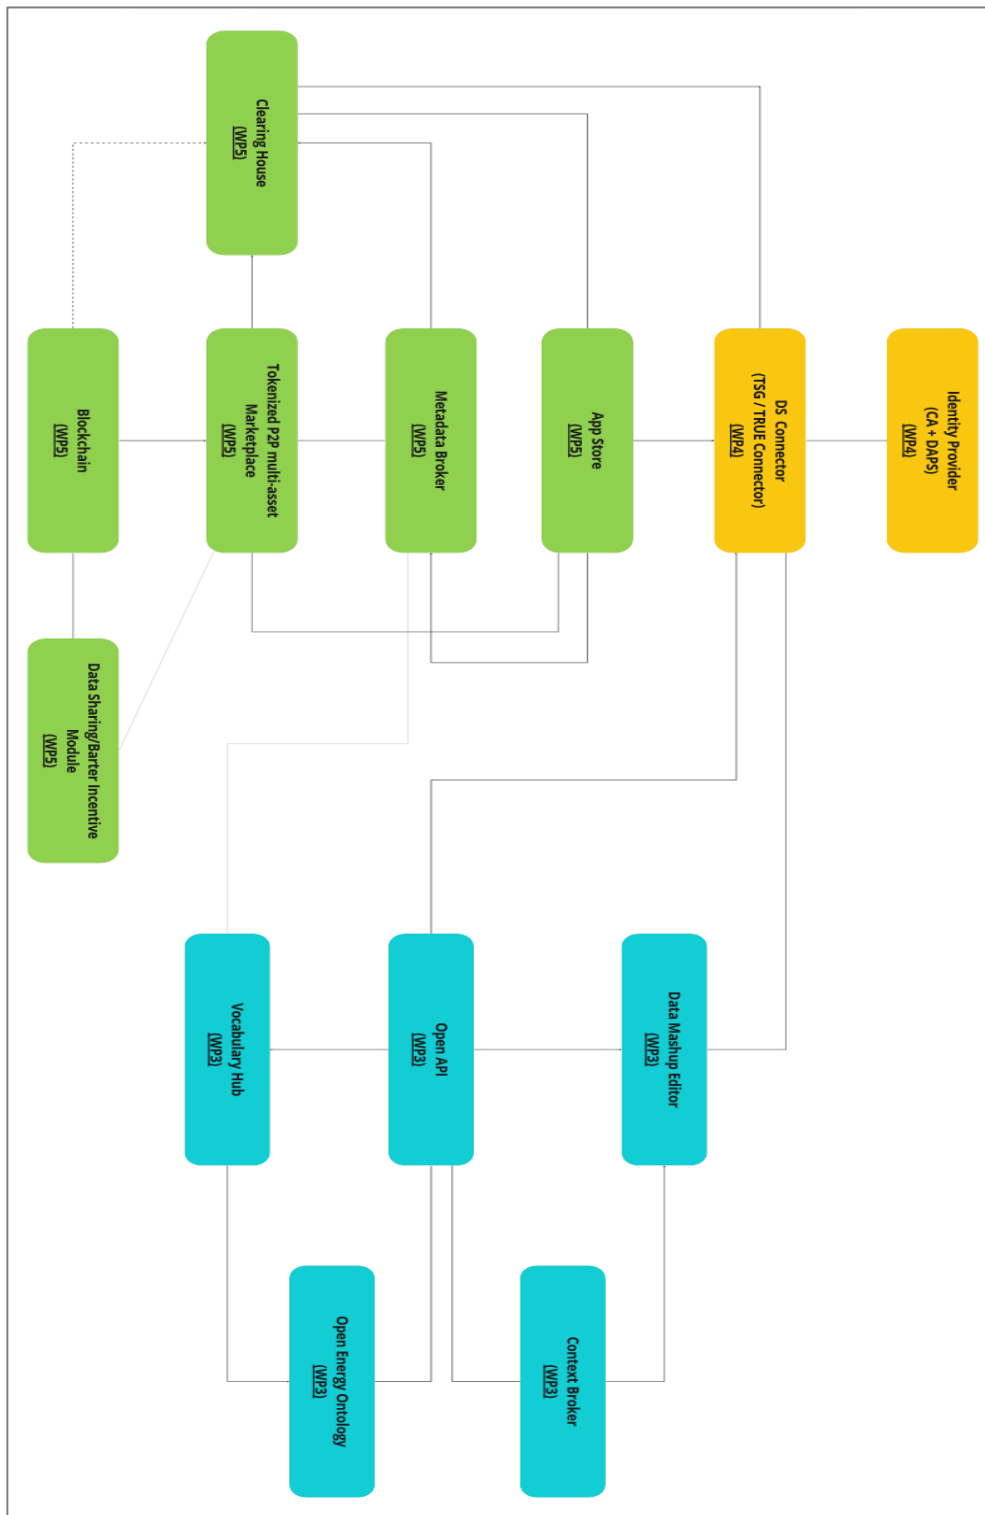 Identity Provider
(CA + DAPS)
(WP4)
DS Connector
(TSG / TRUE Connector)
(WP4)
Data Mashup Editor
(WP3)
App Store
(WP5)
Context Broker
(WP3)
Metadata Broker
(WP5)
Open API
(WP3)
Open Energy Ontology
(WP3)
Clearing House
(WP5)
Tokenized P2P multi-asset
Marketplace
(WP5)
Vocabulary Hub
(WP3)
Blockchain
(WP5)
Data Sharing/Barter Incentive
Module
(WP5)